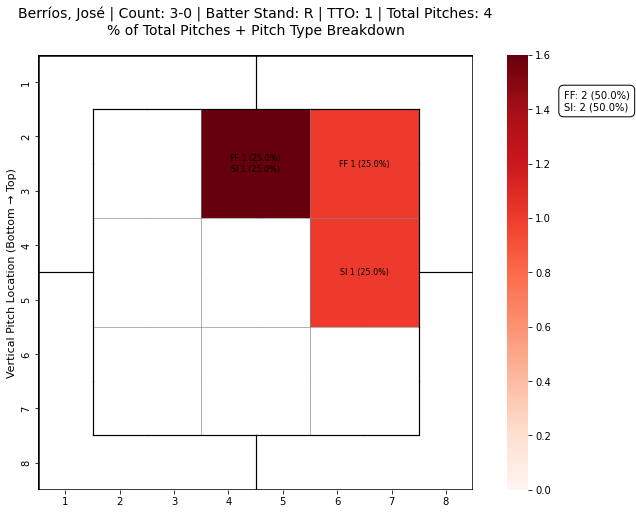 Berríos, José | Count: 3-0 | Batter Stand: R | TTO: 1 | Total Pitches: 4
% of Total Pitches + Pitch Type Breakdown
Vertical Pitch Location (Bottom → Top)
1
2
3
4
5
6
7
8
FF 1 (25.0%)
SI 1 (25.0%)
FF 1 (25.0%)
SI 1 (25.0%)
1
2
3
4
5
6
7
8
1.6
1.4
1.2
1.0
0.8
0.6
0.4
0.2
0.0
FF: 2 (50.0%)
SI: 2 (50.0%)